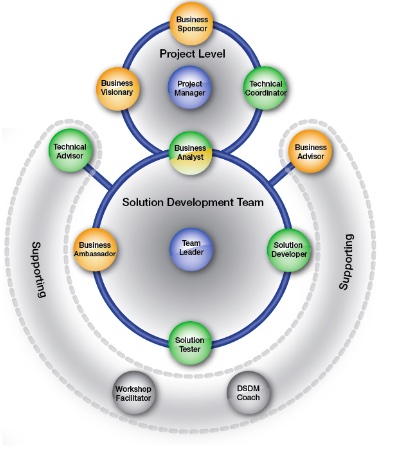 Business
Sponsor
Project Level
Business
Visionary
Project
Manager
Technical
Coordinator
Technical
Advisor
Business
Analyst
Business
Advisor
Solution Development Team
Business
Ambassador
Team
Leader
Solution
Developer
Supporting
Supporting
Solution
Tester
Workshop
Facilitator
DSDM
Coach